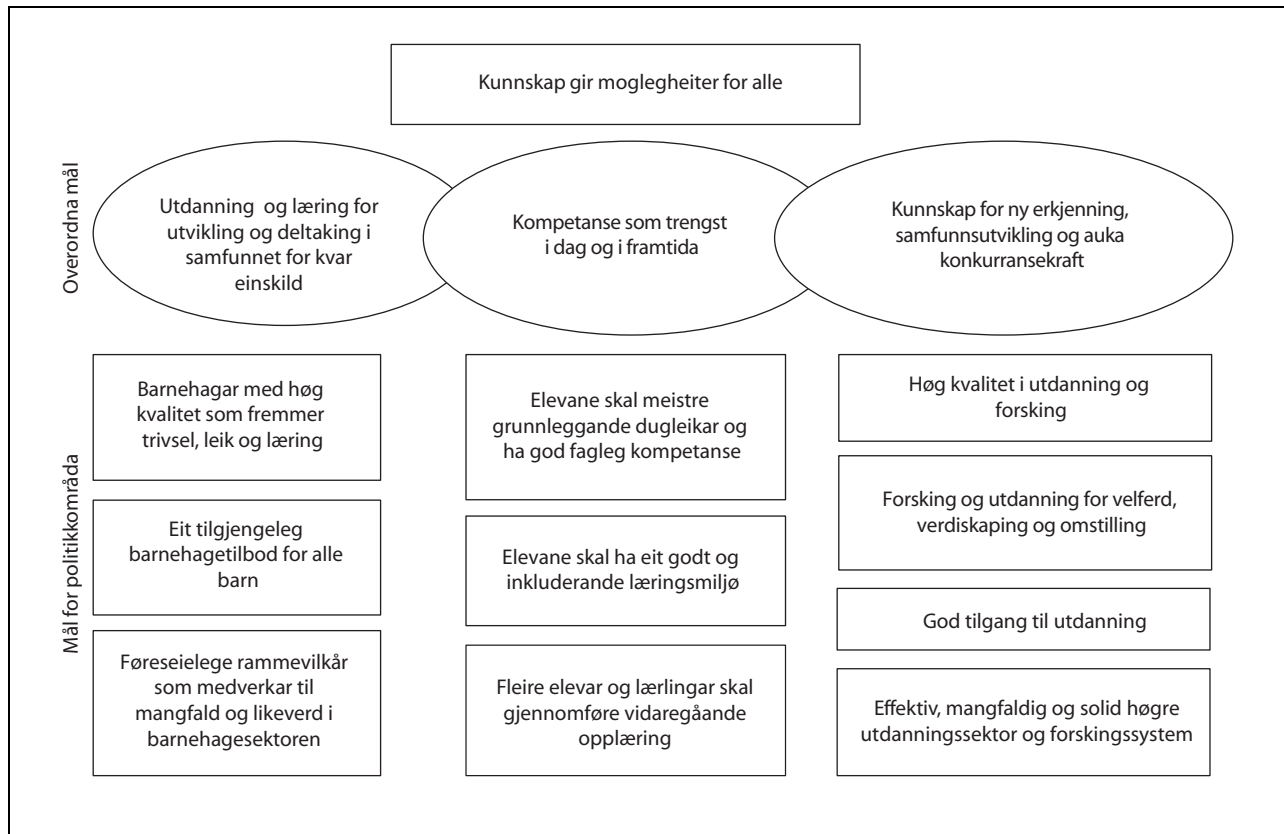 Kunnskap gir moglegheiter for alle
Overordna mål
Utdanning og læring for
utvikling og deltaking i
samfunnet for kvar
einskild
Kompetanse som trengst
i dag og i framtida
Kunnskap for ny erkjenning,
samfunnsutvikling og auka
konkurransekraft
Mål for politikkområda
Barnehagar med høg
kvalitet som fremmer
trivsel, leik og læring
Eit tilgjengeleg
barnehagetilbod for alle
barn
Føreseielege rammevilkår
som medverkar til
mangfald og likeverd i
barnehagesektoren
Elevane skal meistre
grunnleggande dugleikar og
ha god fagleg kompetanse
Elevane skal ha eit godt og
inkluderande læringsmiljø
Fleire elevar og lærlingar skal
gjennomføre vidaregåande
opplæring
Høg kvalitet i utdanning og
forsking
Forsking og utdanning for velferd,
verdiskaping og omstilling
God tilgang til utdanning
Effektiv, mangfaldig og solid høgre
utdanningssektor og forskingssystem